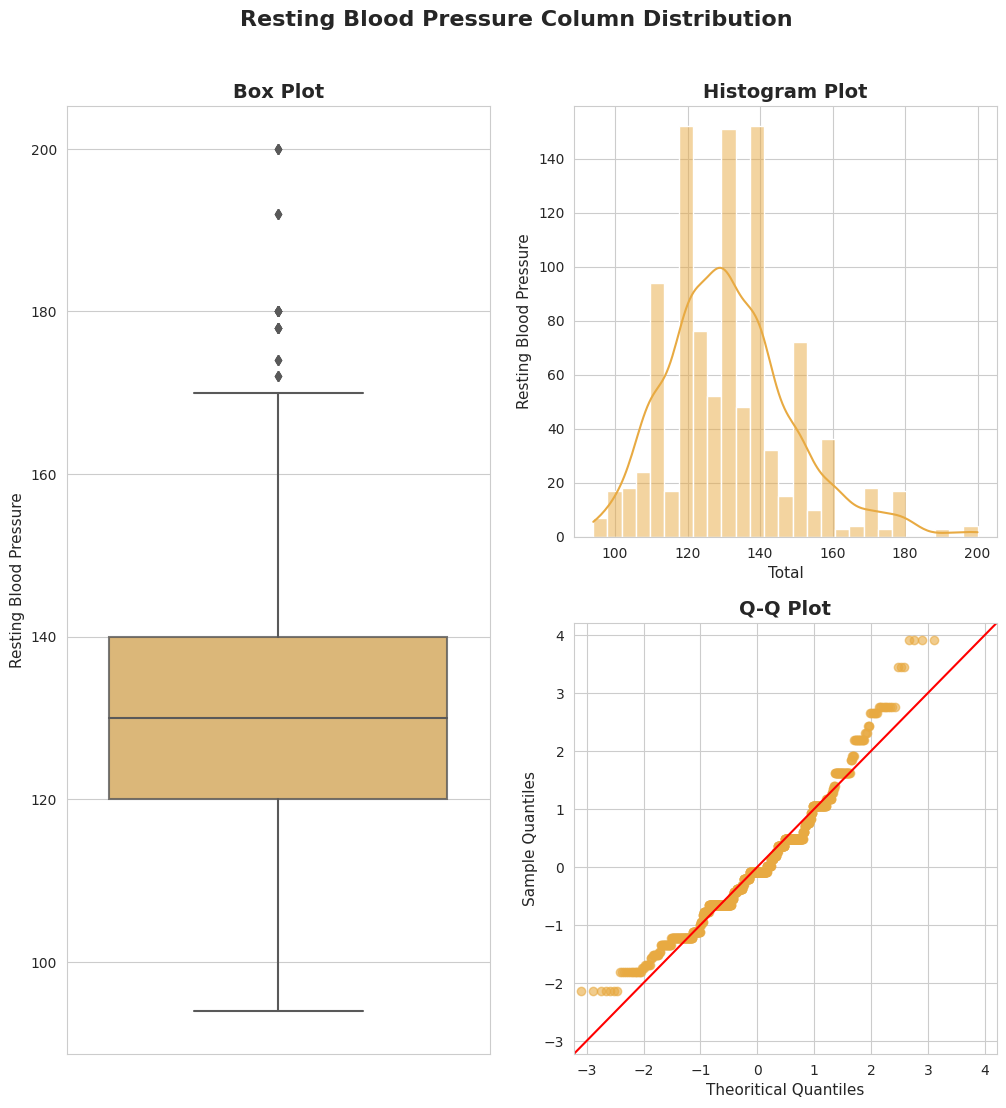 Resting Blood Pressure Column Distribution
Box Plot
200
180
160
140
120
100
Resting Blood Pressure
Histogram Plot
140
120
100
80
60
40
20
0
Resting Blood Pressure
100 120 140 160 180 200
Total
Q-Q Plot
4
3
2
1
0
−1
−2
−3
Sample Quantiles
−3 −2 −1 0 1 2 3 4
Theoritical Quantiles